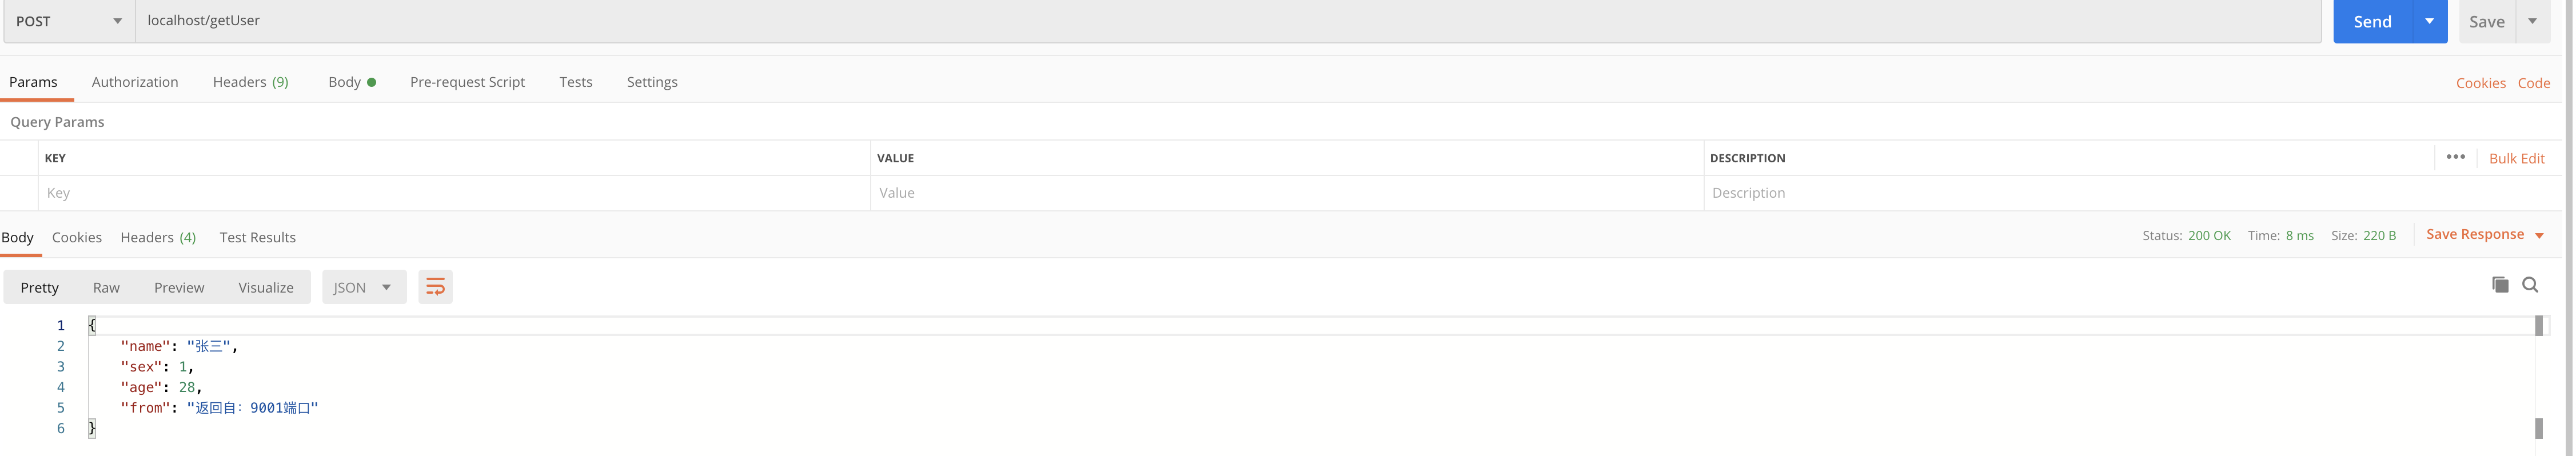 POST localhost/getUser Send Save
Params Authorization Headers (9) Body Pre-request Script Tests Settings Cookies Code
Query Params
KEY VALUE DESCRIPTION ••• Bulk Edit
Key Value Description
Body Cookies Headers (4) Test Results Status: 200 OK Time: 8 ms Size: 220 B Save Response
Pretty Raw Preview Visualize JSON
1 {
2 "name": "张三",
3 "sex": 1,
4 "age": 28,
5 "from": "返回自：9001端口"
6 }